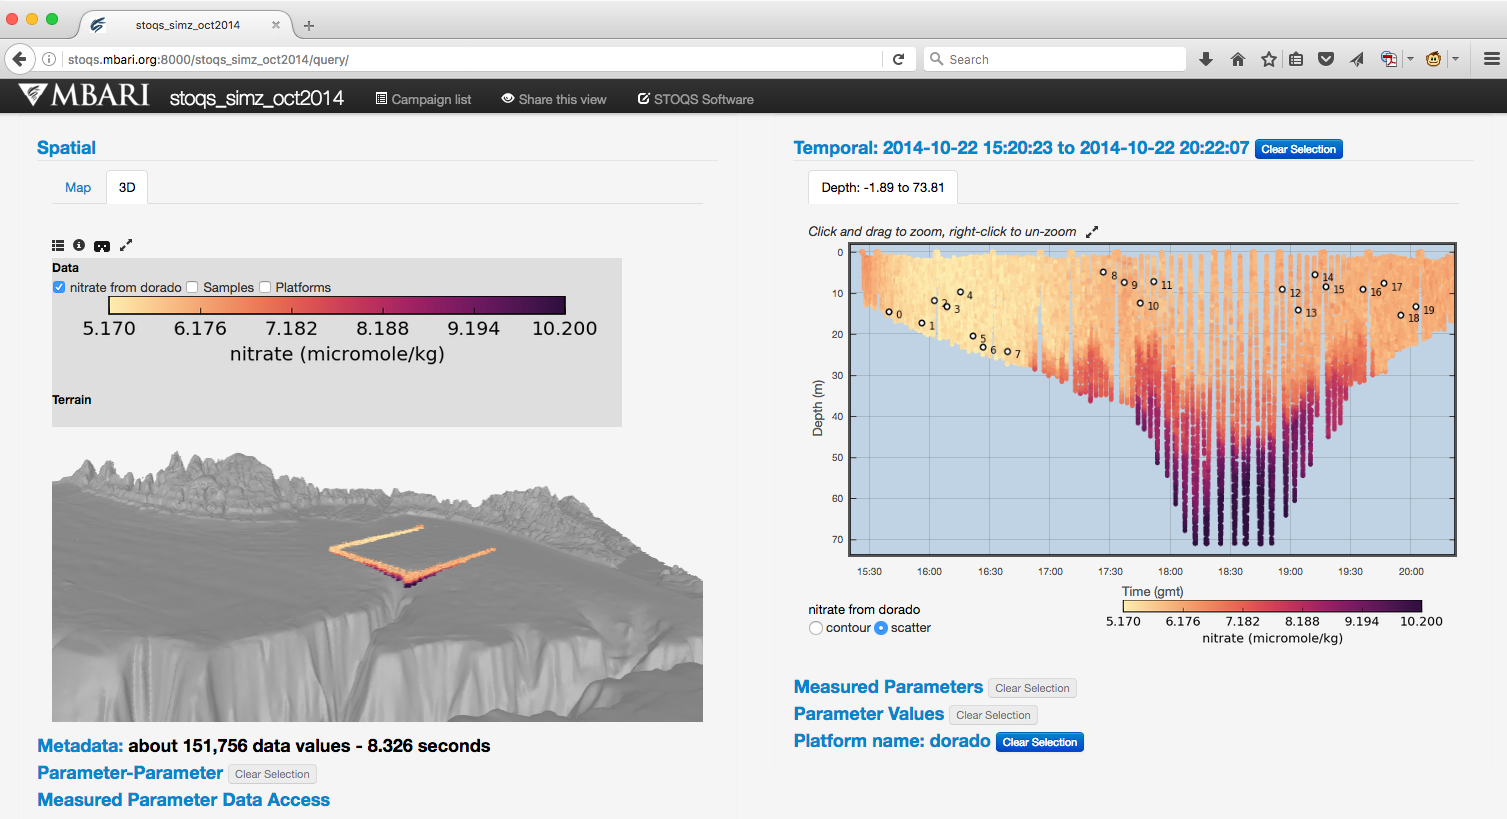 stoqs_simz_oct2014
stoqs.mbari.org:8000/stoqs_simz_oct2014/query/
Search
MBARI stoqs_simz_oct2014 Campaign list Share this view STOQS Software
Spatial
Map 3D
Data
nitrate from dorado Samples Platforms
5.170 6.176 7.182 8.188 9.194 10.200
nitrate (micromole/kg)
Terrain
Metadata: about 151,756 data values - 8.326 seconds
Parameter-Parameter Clear Selection
Measured Parameter Data Access
Temporal: 2014-10-22 15:20:23 to 2014-10-22 20:22:07 Clear Selection
Depth: -1.89 to 73.81
Click and drag to zoom, right-click to un-zoom
Depth (m)
0
10
20
30
40
50
60
70
0
1
2
3
4
5
6
7
8
9
10
11
12
13
14
15
16
17
18
19
15:30 16:00 16:30 17:00 17:30 18:00 18:30 19:00 19:30 20:00
Time (gmt)
nitrate from dorado
contour scatter
5.170 6.176 7.182 8.188 9.194 10.200
nitrate (micromole/kg)
Measured Parameters Clear Selection
Parameter Values Clear Selection
Platform name: dorado Clear Selection